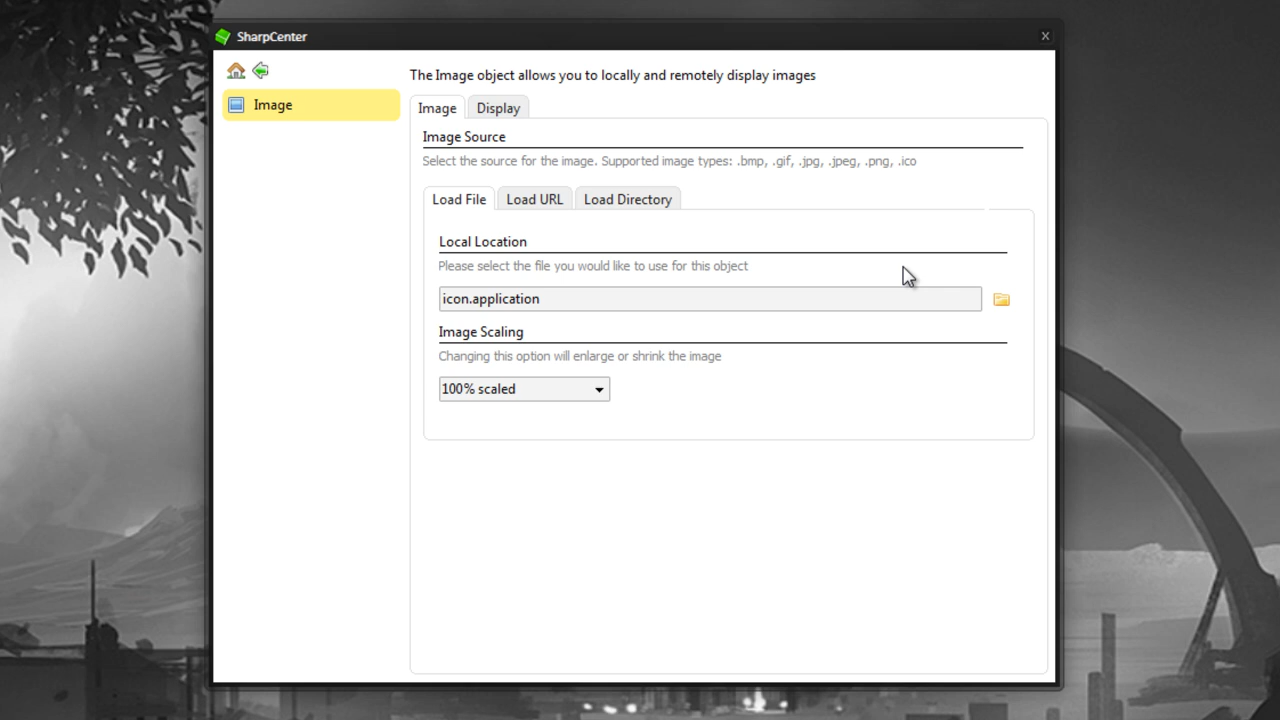 SharpCenter
The Image object allows you to locally and remotely display images
Image
Image Display
Image Source
Select the source for the image. Supported image types: .bmp, .gif, .jpg, .jpeg, .png, .ico
Load File Load URL Load Directory
Local Location
Please select the file you would like to use for this object
icon.application
Image Scaling
Changing this option will enlarge or shrink the image
100% scaled